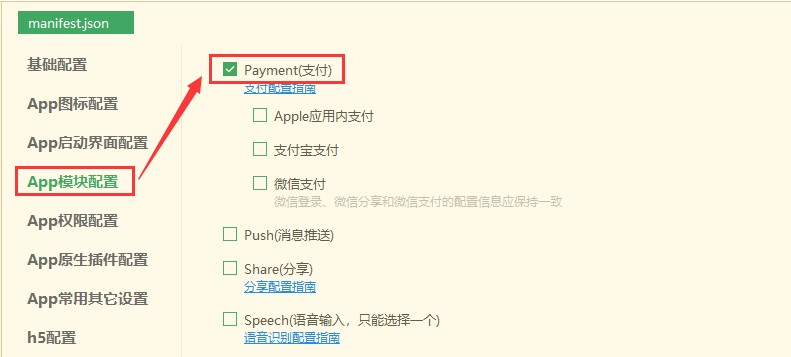 manifest.json
基础配置
App图标配置
App启动界面配置
App模块配置
App权限配置
App原生插件配置
App常用其它设置
h5配置
Payment(支付)
支付配置指南
Apple应用内支付
支付宝支付
微信支付
微信登录、微信分享和微信支付的配置信息应保持一致
Push(消息推送)
Share(分享)
分享配置指南
Speech(语音输入，只能选择一个)
语音识别配置指南